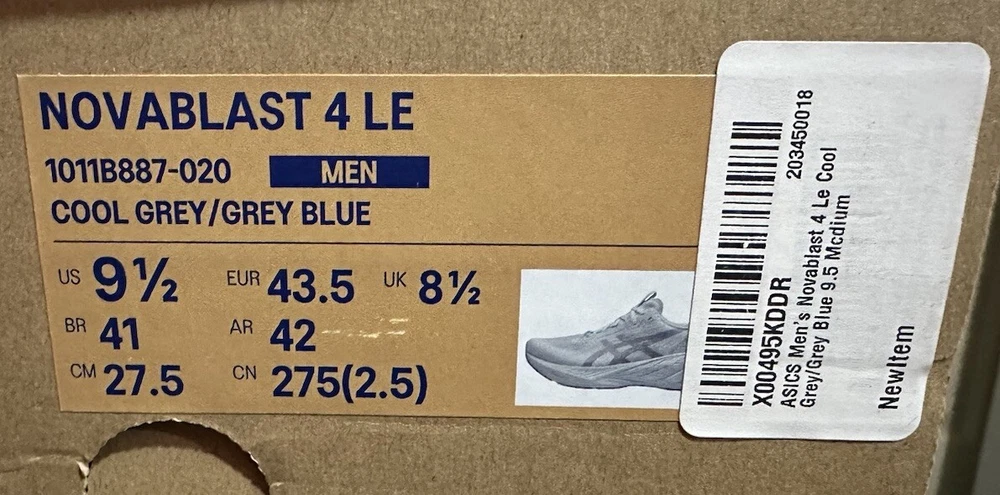 NOVABLAST 4 LE
1011B887-020 MEN
COOL GREY/GREY BLUE
US 9½ EUR 43.5 UK 8½
BR 41 AR 42
CM 27.5 CN 275(2.5)
X00495KDDR 203450018
ASICS Men's Novablast 4 Le Cool
Grey/Grey Blue 9.5 Medium
NewItem